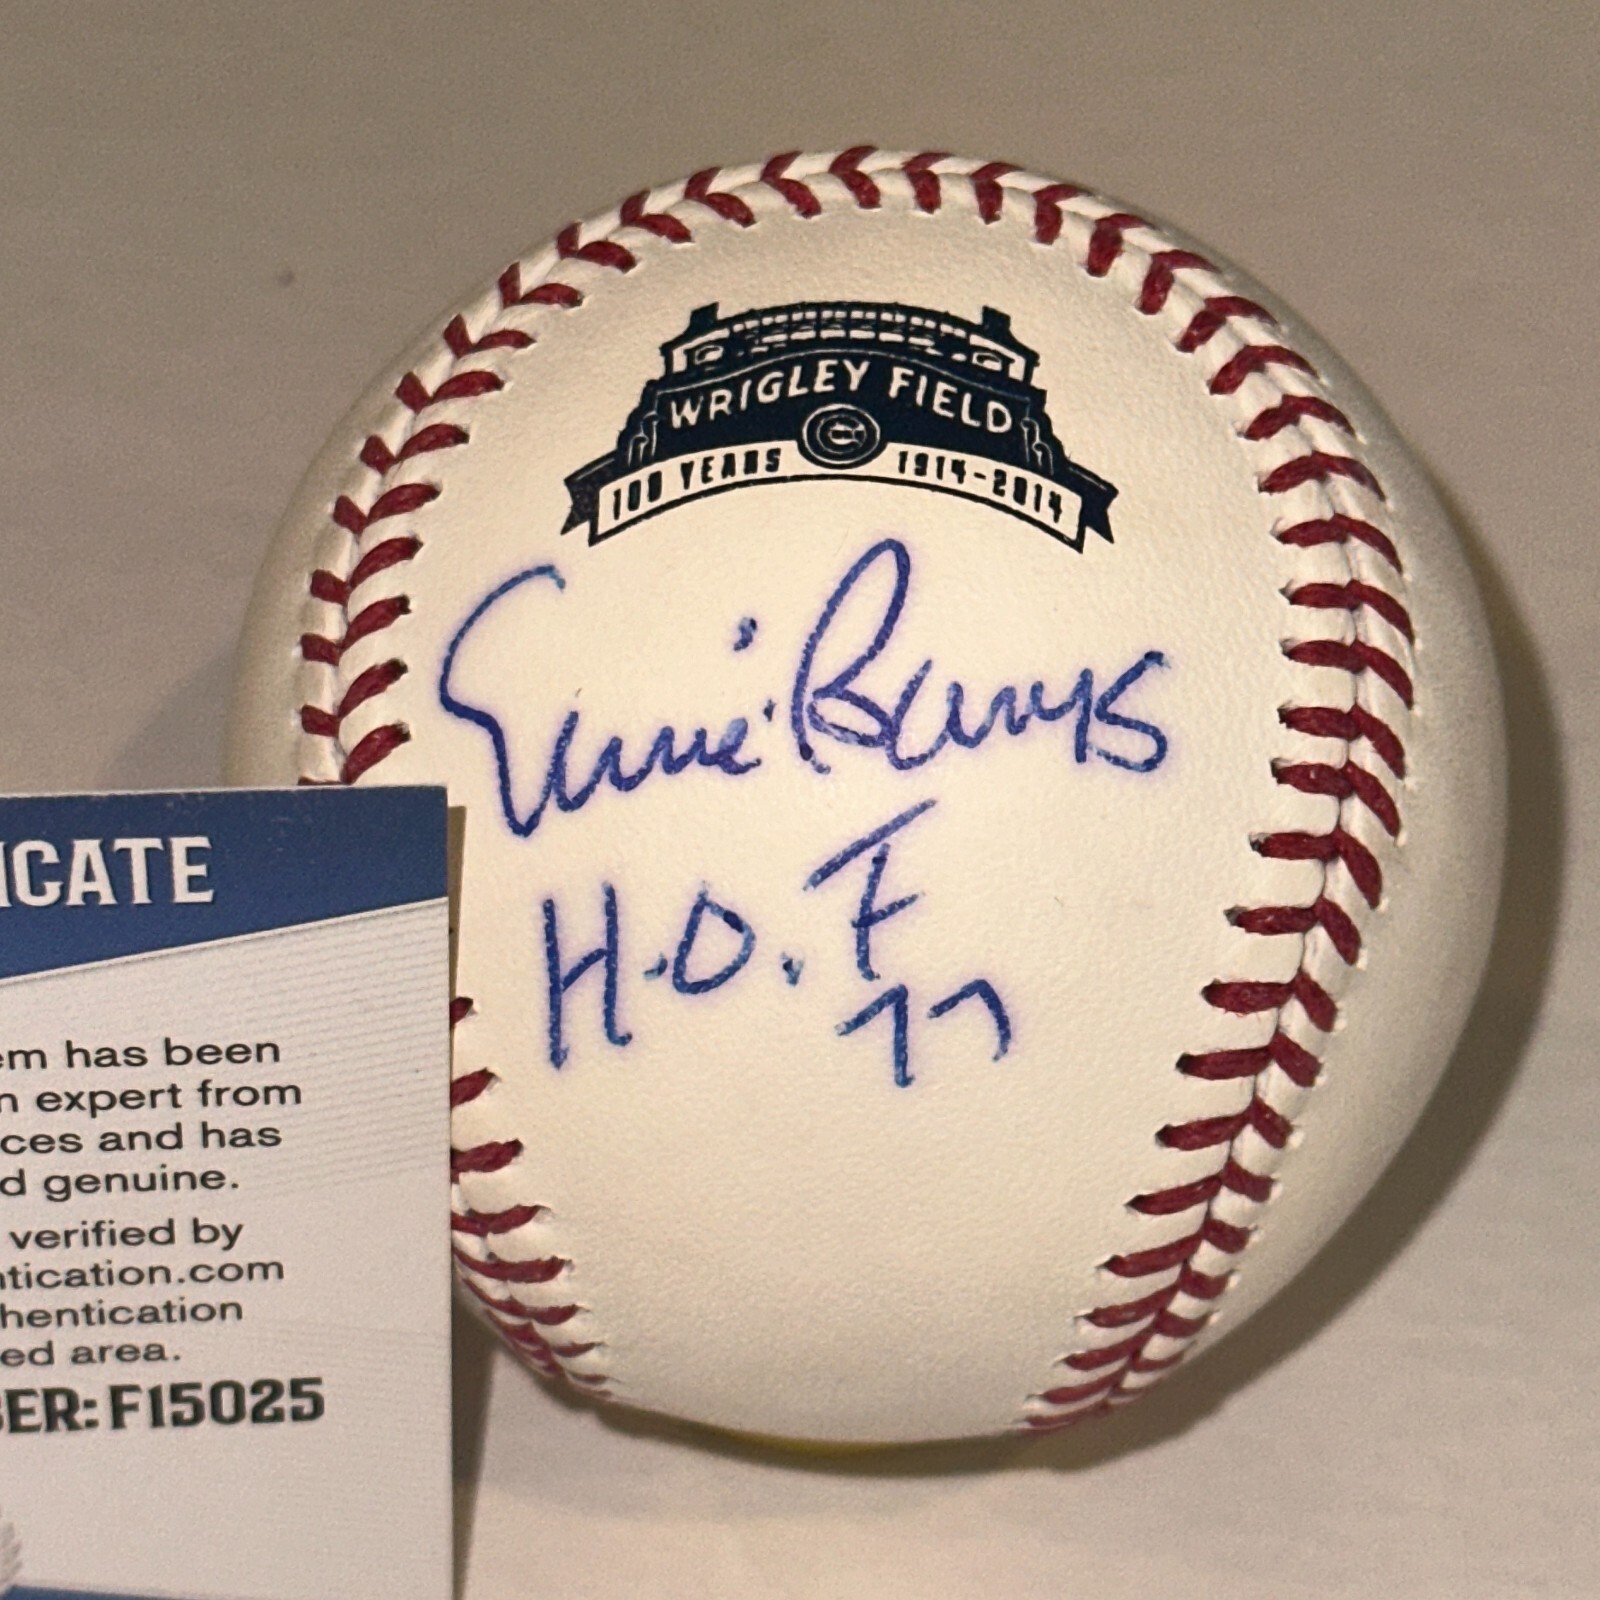 WRIGLEY FIELD
100 YEARS 1914-2014
Ernie Banks
H.O.F
77
ICATE
em has been
n expert from
ces and has
d genuine.
verified by
ntication.com
hentication
ed area.
BER: F15025